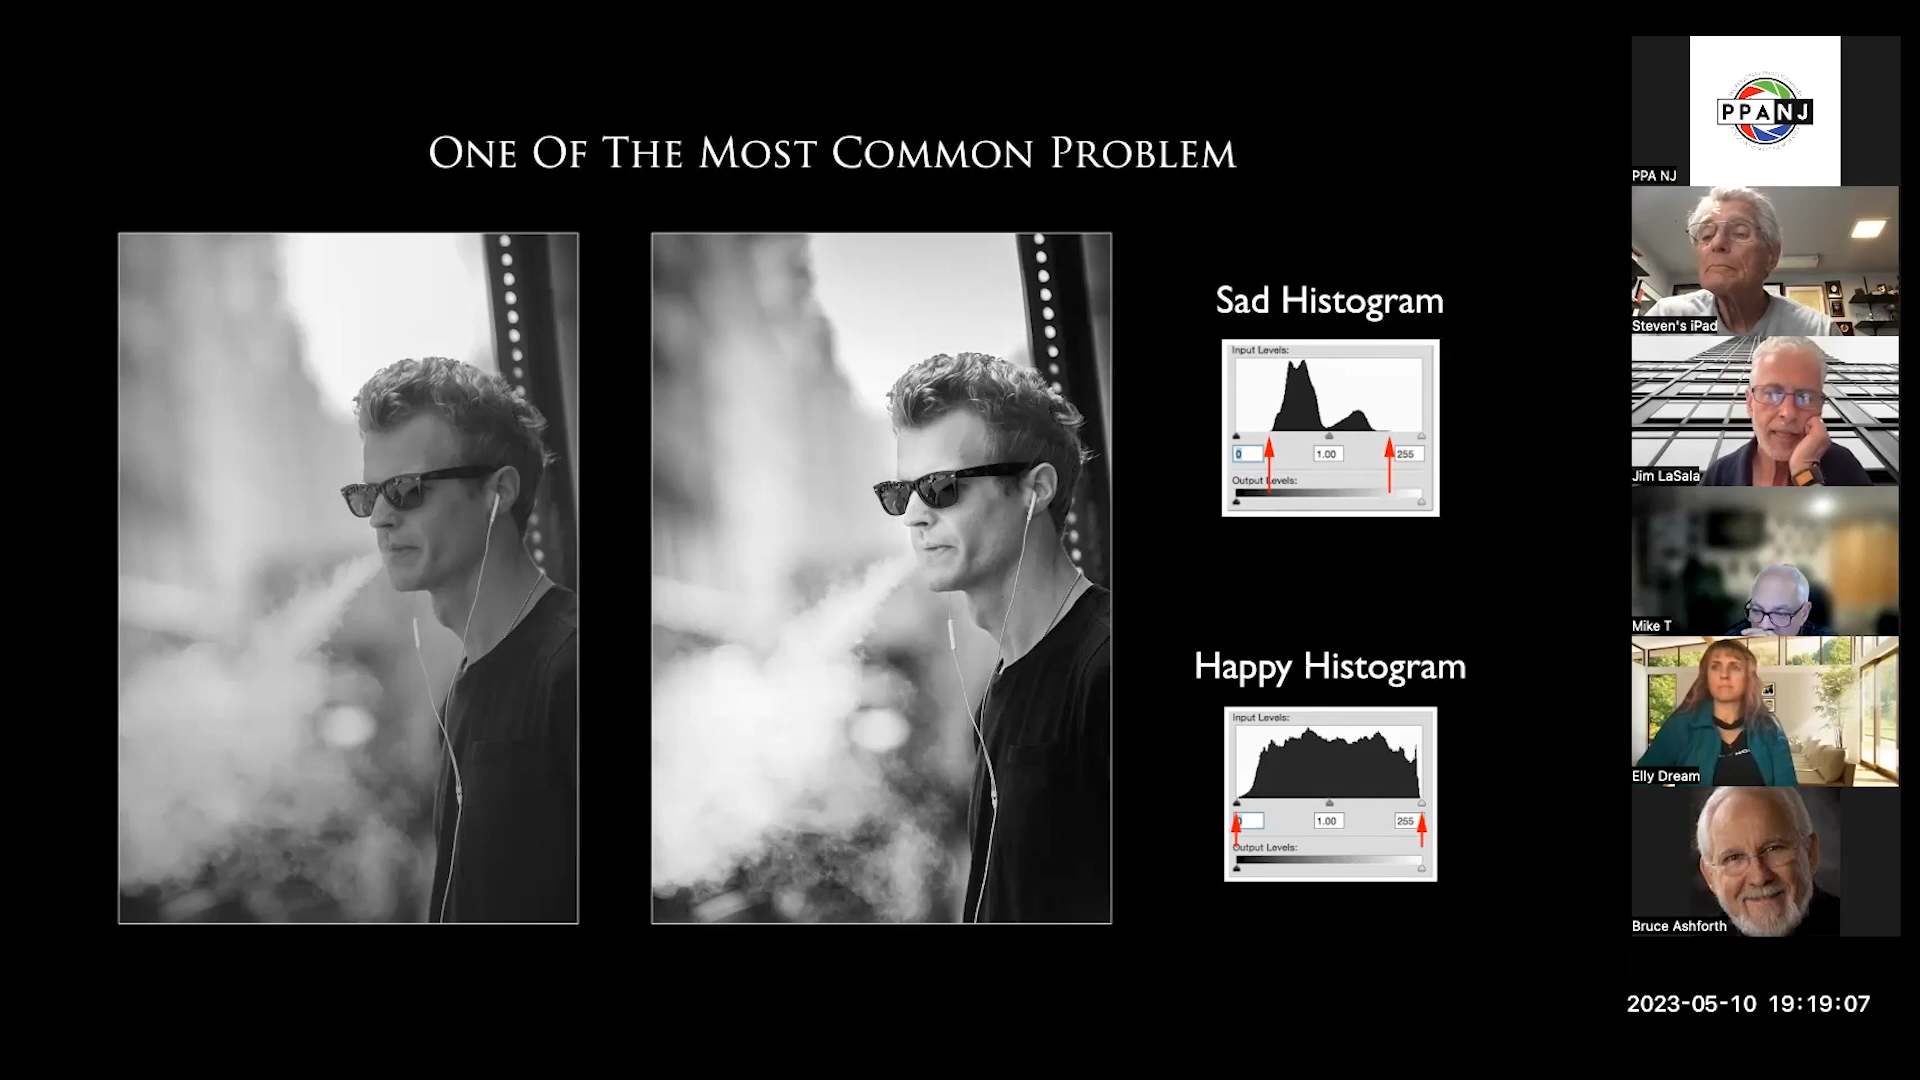 One Of The Most Common Problem
Sad Histogram
Input Levels:
0
1.00
255
Output Levels:
Happy Histogram
Input Levels:
1.00
255
Output Levels:
PPANJ
PPA NJ
Steven's iPad
Jim LaSala
Mike T
Elly Dream
Bruce Ashforth
2023-05-10 19:19:07